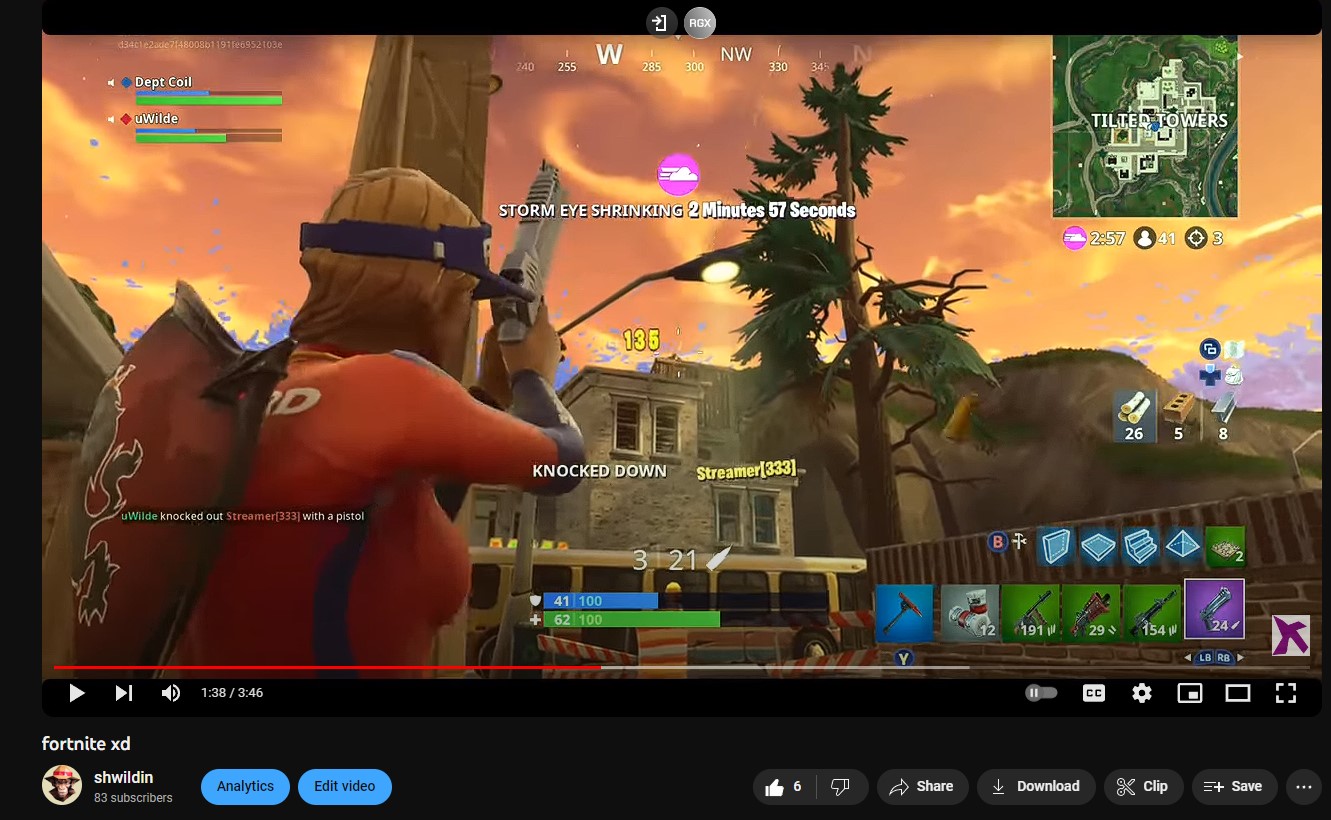 RGX
d34c1e2ade7f48008b1191fe6952103e
240 255 W 285 300 NW 330 345 N
Dept Coil
uWilde
TILTED TOWERS
STORM EYE SHRINKING 2 Minutes 57 Seconds
2:57 41 3
135
26 5 8
KNOCKED DOWN Streamer[333]
uWilde knocked out Streamer[333] with a pistol
B 2
3 21
41 100
62 100
12 191 29 154 24
Y LB RB
1:38 / 3:46
CC
fortnite xd
shwildin
83 subscribers
Analytics
Edit video
6 Share Download Clip Save